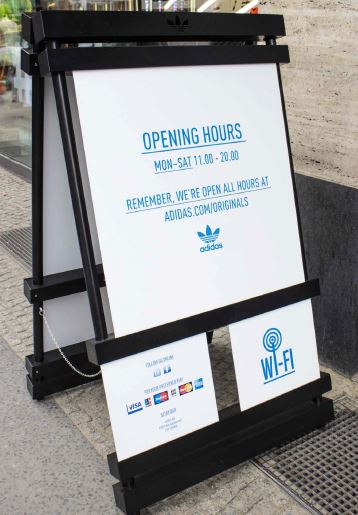 OPENING HOURS
MON–SAT 11.00 - 20.00
REMEMBER, WE'RE OPEN ALL HOURS AT
ADIDAS.COM/ORIGINALS
adidas
WI-FI
FOLLOW US ONLINE
VISA